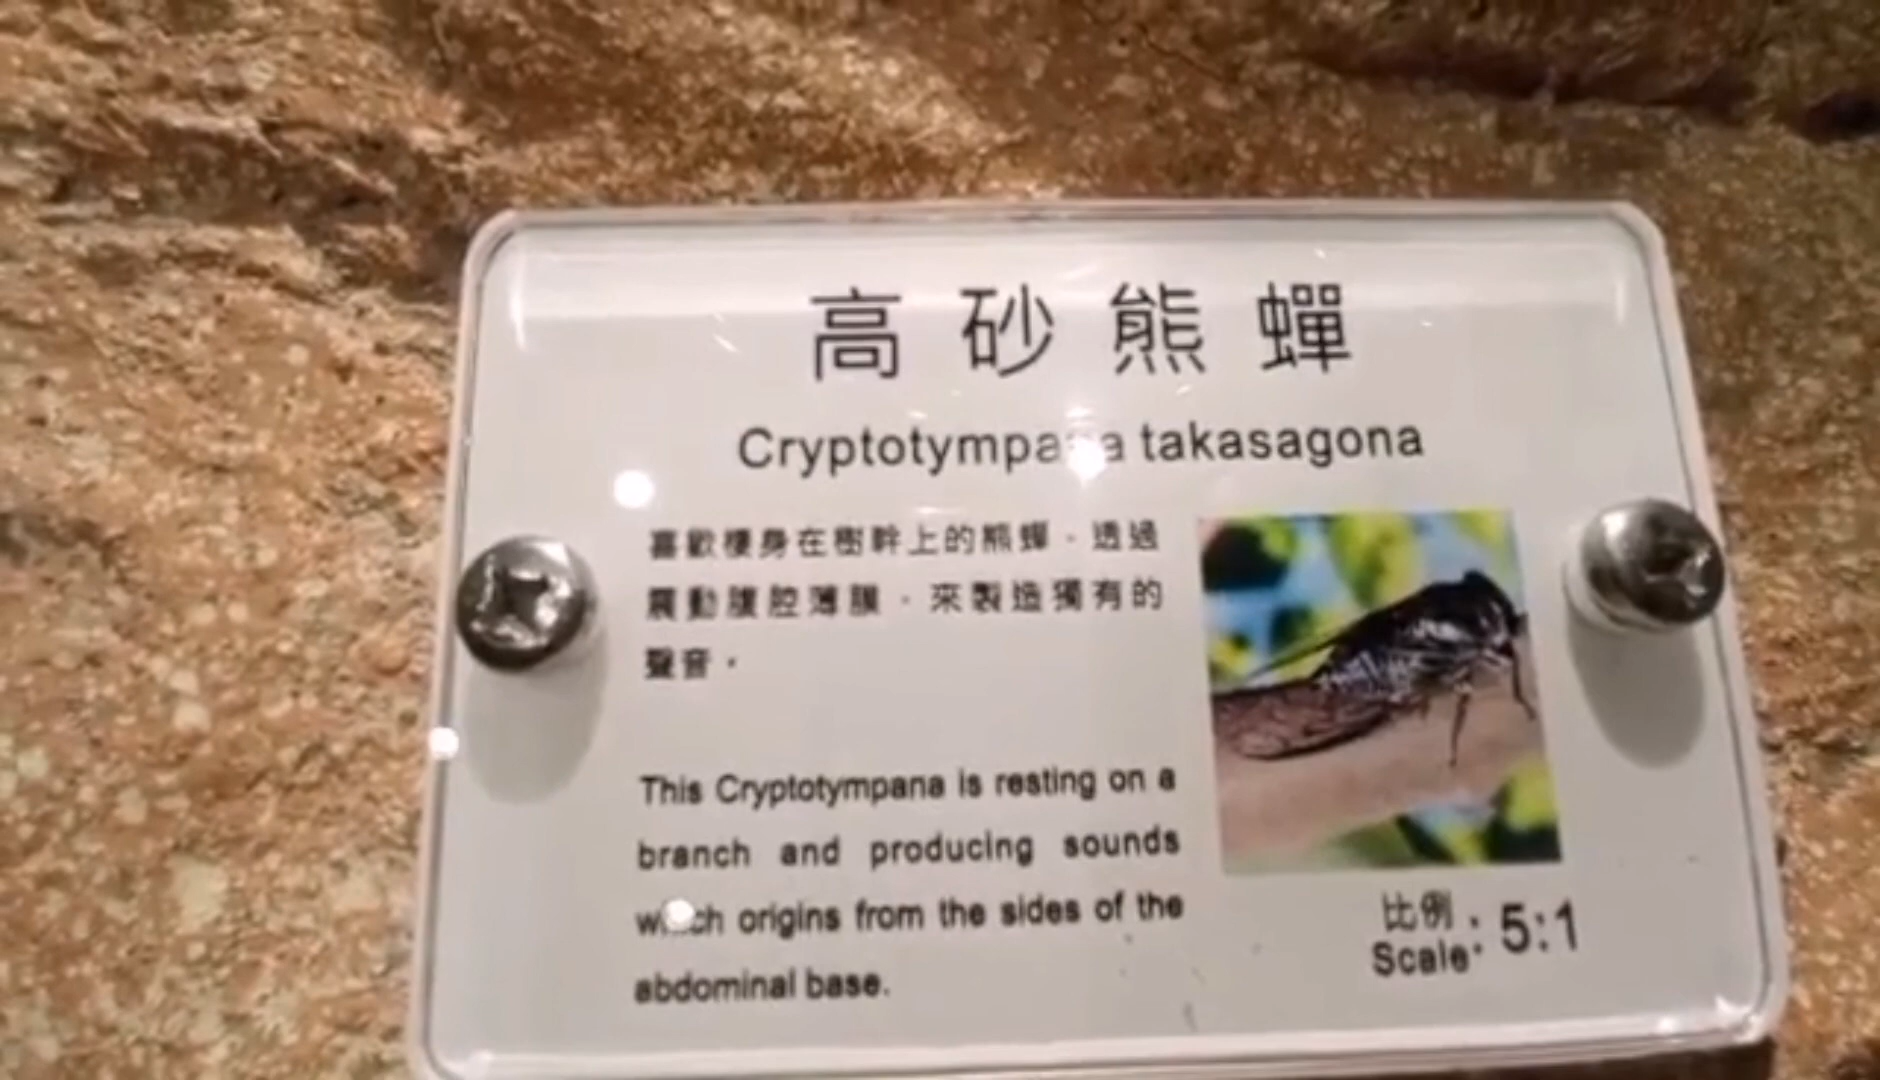 高砂熊蟬
Cryptotympana takasagona
喜歡棲身在樹幹上的熊蟬，透過
震動腹腔薄膜，來製造獨有的
聲音。
This Cryptotympana is resting on a
branch and producing sounds
which origins from the sides of the
abdominal base.
比例：5:1
Scale: